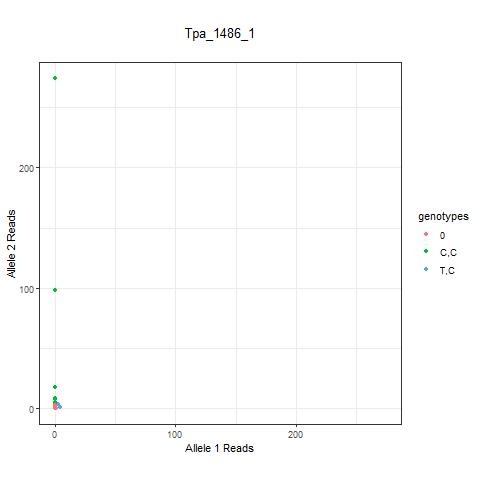 Tpa_1486_1
Allele 2 Reads
200
100
0
0 100 200
Allele 1 Reads
genotypes
0
C,C
T,C